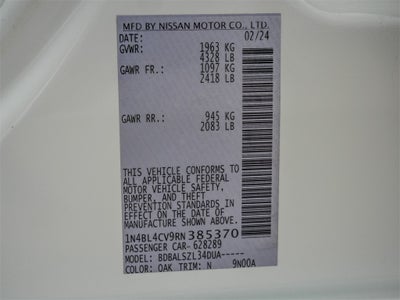 MFD BY NISSAN MOTOR CO., LTD.
DATE: 02/24
GVWR: 1963 KG
4328 LB
GAWR FR.: 1097 KG
2418 LB
GAWR RR.: 945 KG
2083 LB
THIS VEHICLE CONFORMS TO
ALL APPLICABLE FEDERAL
MOTOR VEHICLE SAFETY,
BUMPER, AND THEFT
PREVENTION STANDARDS IN
EFFECT ON THE DATE OF
MANUFACTURE SHOWN ABOVE.
1N4BL4CV9RN385370
PASSENGER CAR- 628289
MODEL: BDBALSZL34DUA-----
COLOR: QAK TRIM: N 9N00A